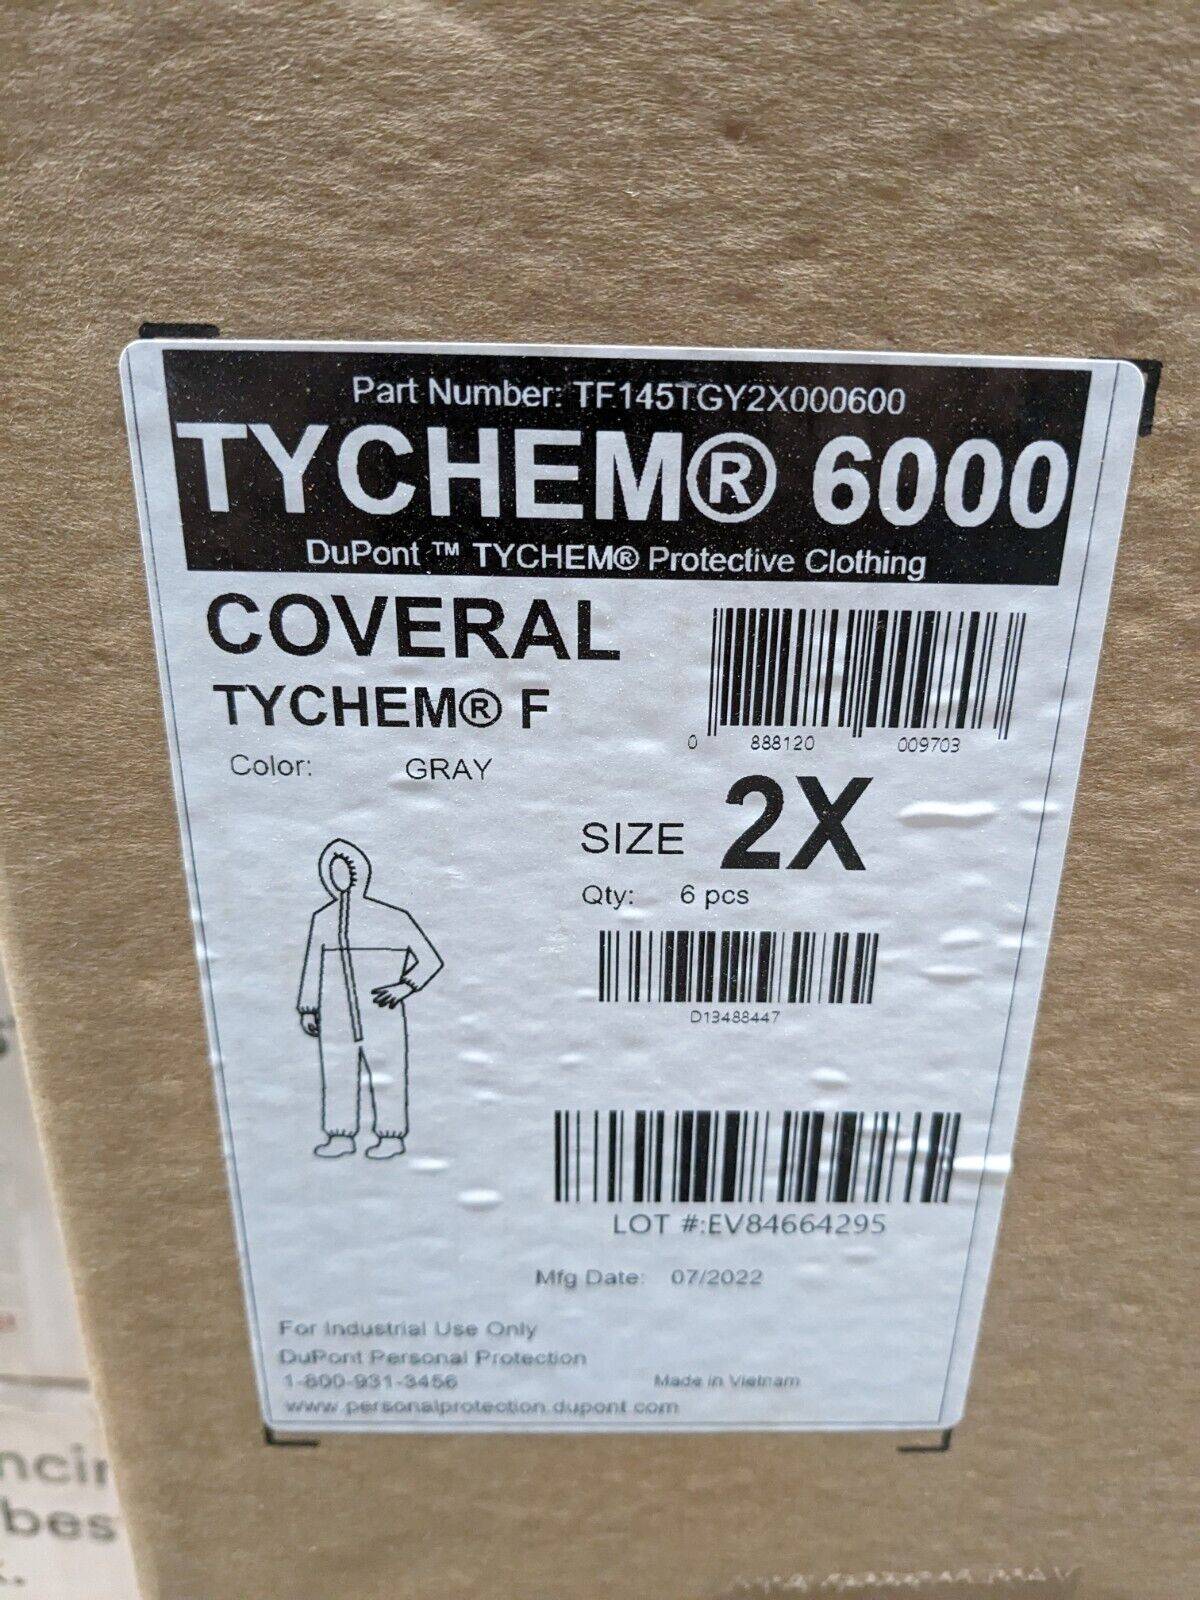 Part Number: TF145TGY2X000600
TYCHEM® 6000
DuPont ™ TYCHEM® Protective Clothing
COVERAL
TYCHEM® F
Color: GRAY
0 888120 009703
SIZE 2X
Qty: 6 pcs
D13488447
LOT #:EV84664295
Mfg Date: 07/2022
For Industrial Use Only
DuPont Personal Protection
1-800-931-3456
Made in Vietnam
www.personalprotection.dupont.com
bes